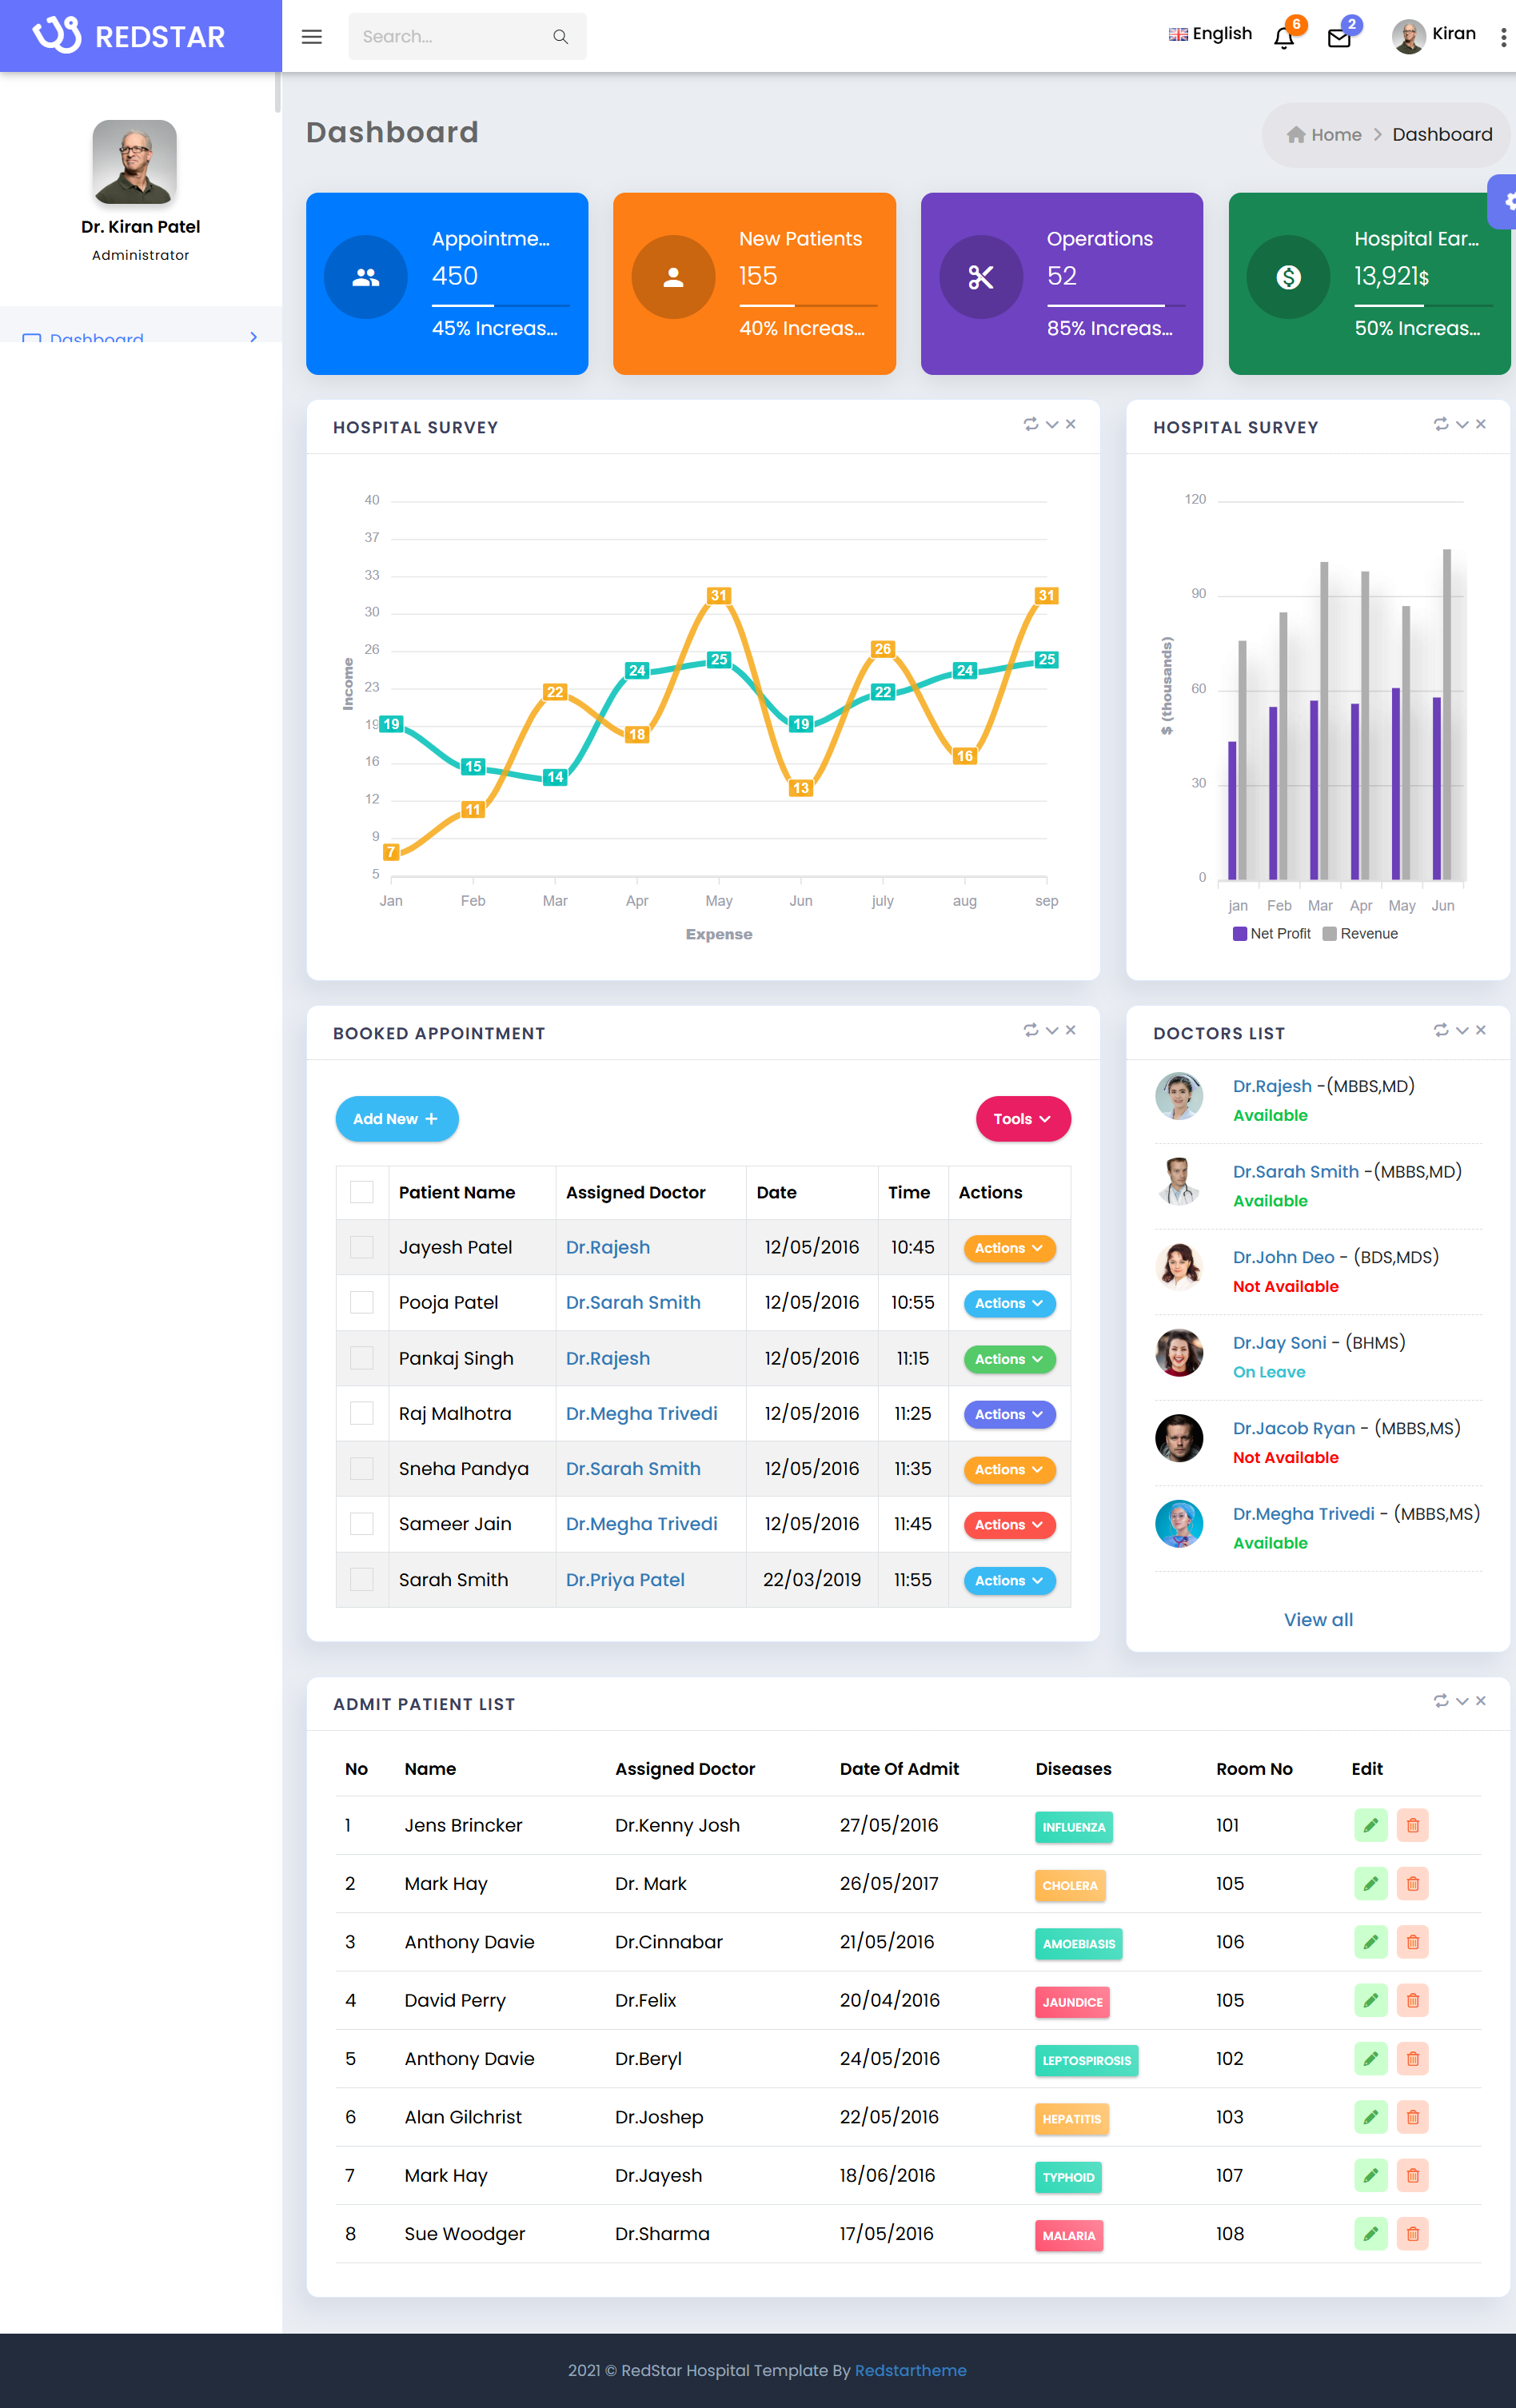 REDSTAR
Search...
English
6
2
Kiran
Dr. Kiran Patel
Administrator
Dashboard
Dashboard
Home > Dashboard
Appointme...
450
45% Increas...
New Patients
155
40% Increas...
Operations
52
85% Increas...
Hospital Ear...
13,921$
50% Increas...
HOSPITAL SURVEY
40
37
33
30
26
23
19
16
12
9
5
Income
19
15
14
24
25
19
22
24
25
7
11
22
18
31
13
26
16
31
Jan Feb Mar Apr May Jun july aug sep
Expense
HOSPITAL SURVEY
120
90
60
30
0
$ (thousands)
jan Feb Mar Apr May Jun
Net Profit Revenue
BOOKED APPOINTMENT
Add New +
Tools
Patient Name Assigned Doctor Date Time Actions
Jayesh Patel Dr.Rajesh 12/05/2016 10:45 Actions
Pooja Patel Dr.Sarah Smith 12/05/2016 10:55 Actions
Pankaj Singh Dr.Rajesh 12/05/2016 11:15 Actions
Raj Malhotra Dr.Megha Trivedi 12/05/2016 11:25 Actions
Sneha Pandya Dr.Sarah Smith 12/05/2016 11:35 Actions
Sameer Jain Dr.Megha Trivedi 12/05/2016 11:45 Actions
Sarah Smith Dr.Priya Patel 22/03/2019 11:55 Actions
DOCTORS LIST
Dr.Rajesh -(MBBS,MD)
Available
Dr.Sarah Smith -(MBBS,MD)
Available
Dr.John Deo - (BDS,MDS)
Not Available
Dr.Jay Soni - (BHMS)
On Leave
Dr.Jacob Ryan - (MBBS,MS)
Not Available
Dr.Megha Trivedi - (MBBS,MS)
Available
View all
ADMIT PATIENT LIST
No Name Assigned Doctor Date Of Admit Diseases Room No Edit
1 Jens Brincker Dr.Kenny Josh 27/05/2016 INFLUENZA 101
2 Mark Hay Dr. Mark 26/05/2017 CHOLERA 105
3 Anthony Davie Dr.Cinnabar 21/05/2016 AMOEBIASIS 106
4 David Perry Dr.Felix 20/04/2016 JAUNDICE 105
5 Anthony Davie Dr.Beryl 24/05/2016 LEPTOSPIROSIS 102
6 Alan Gilchrist Dr.Joshep 22/05/2016 HEPATITIS 103
7 Mark Hay Dr.Jayesh 18/06/2016 TYPHOID 107
8 Sue Woodger Dr.Sharma 17/05/2016 MALARIA 108
2021 © RedStar Hospital Template By Redstartheme